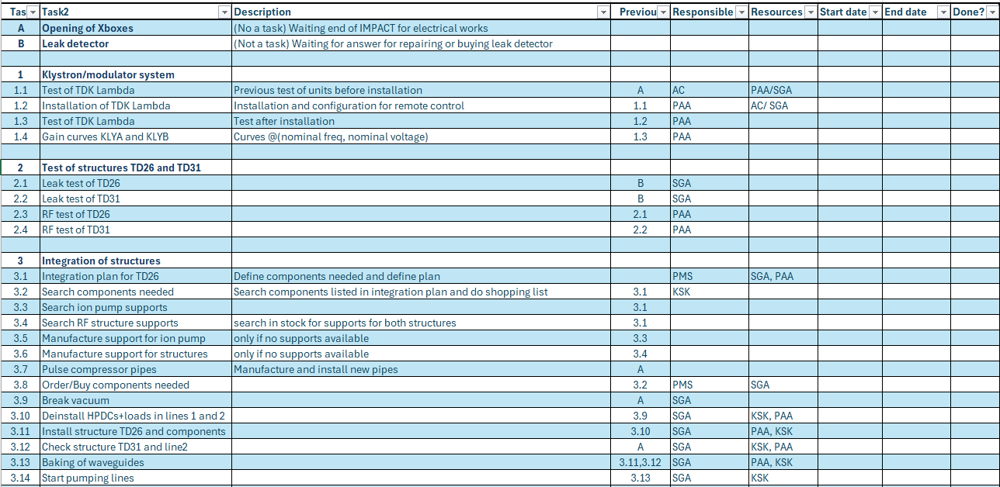 Tas Task2 Description Previou Responsible Resources Start date End date Done?
A Opening of Xboxes (No a task) Waiting end of IMPACT for electrical works
B Leak detector (Not a task) Waiting for answer for repairing or buying leak detector
1 Klystron/modulator system
1.1 Test of TDK Lambda Previous test of units before installation A AC PAA/SGA
1.2 Installation of TDK Lambda Installation and configuration for remote control 1.1 PAA AC/ SGA
1.3 Test of TDK Lambda Test after installation 1.2 PAA
1.4 Gain curves KLYA and KLYB Curves @(nominal freq, nominal voltage) 1.3 PAA
2 Test of structures TD26 and TD31
2.1 Leak test of TD26 B SGA
2.2 Leak test of TD31 B SGA
2.3 RF test of TD26 2.1 PAA
2.4 RF test of TD31 2.2 PAA
3 Integration of structures
3.1 Integration plan for TD26 Define components needed and define plan PMS SGA, PAA
3.2 Search components needed Search components listed in integration plan and do shopping list 3.1 KSK
3.3 Search ion pump supports 3.1
3.4 Search RF structure supports search in stock for supports for both structures 3.1
3.5 Manufacture support for ion pump only if no supports available 3.3
3.6 Manufacture support for structures only if no supports available 3.4
3.7 Pulse compressor pipes Manufacture and install new pipes A
3.8 Order/Buy components needed 3.2 PMS SGA
3.9 Break vacuum A SGA
3.10 Deinstall HPDCs+loads in lines 1 and 2 3.9 SGA KSK, PAA
3.11 Install structure TD26 and components 3.10 SGA PAA, KSK
3.12 Check structure TD31 and line2 A SGA KSK, PAA
3.13 Baking of waveguides 3.11,3.12 SGA PAA, KSK
3.14 Start pumping lines 3.13 SGA KSK